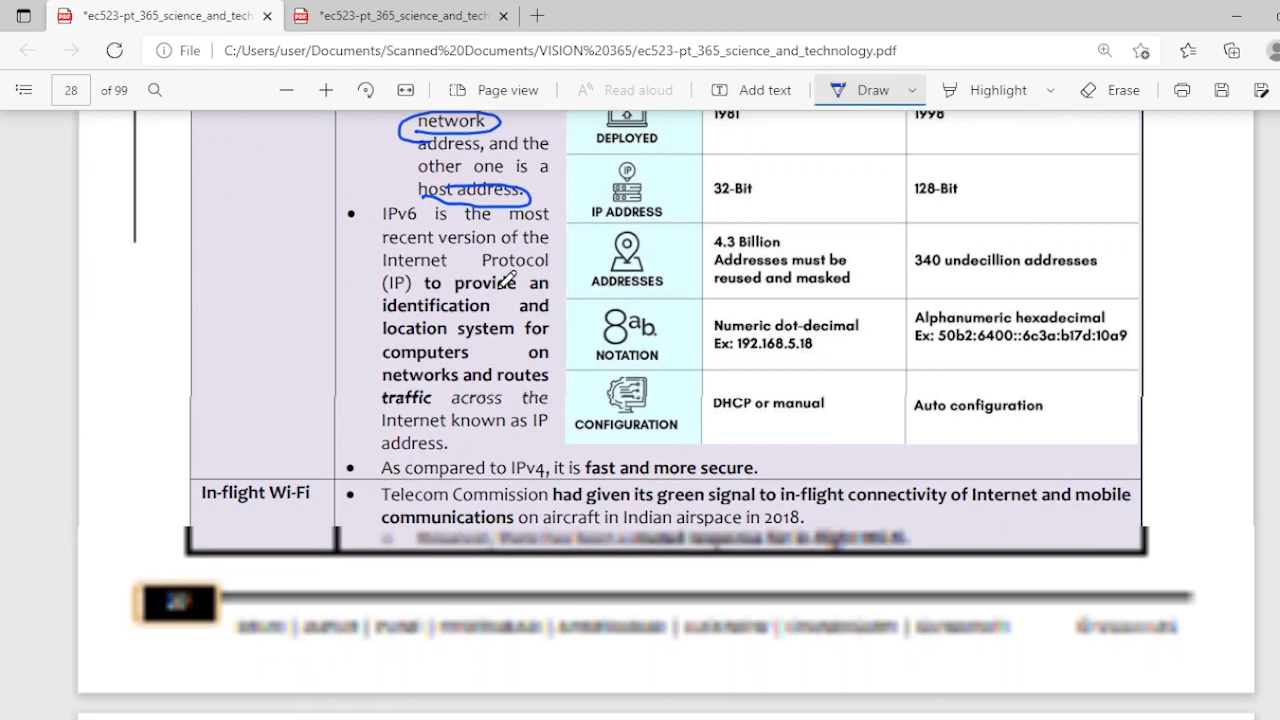 *ec523-pt_365_science_and_tech
*ec523-pt_365_science_and_tech
File
C:/Users/user/Documents/Scanned%20Documents/VISION%20365/ec523-pt_365_science_and_technology.pdf
28 of 99
Page view
Read aloud
Add text
Draw
Highlight
Erase
network
address, and the
other one is a
host address.
• IPv6 is the most
recent version of the
Internet Protocol
(IP) to provide an
identification and
location system for
computers on
networks and routes
traffic across the
Internet known as IP
address.
• As compared to IPv4, it is fast and more secure.
DEPLOYED 1981 1998
IP
IP ADDRESS 32-Bit 128-Bit
ADDRESSES
4.3 Billion
Addresses must be
reused and masked
340 undecillion addresses
8ab.
NOTATION
Numeric dot-decimal
Ex: 192.168.5.18
Alphanumeric hexadecimal
Ex: 50b2:6400::6c3a:b17d:10a9
CONFIGURATION DHCP or manual Auto configuration
In-flight Wi-Fi
• Telecom Commission had given its green signal to in-flight connectivity of Internet and mobile
communications on aircraft in Indian airspace in 2018.